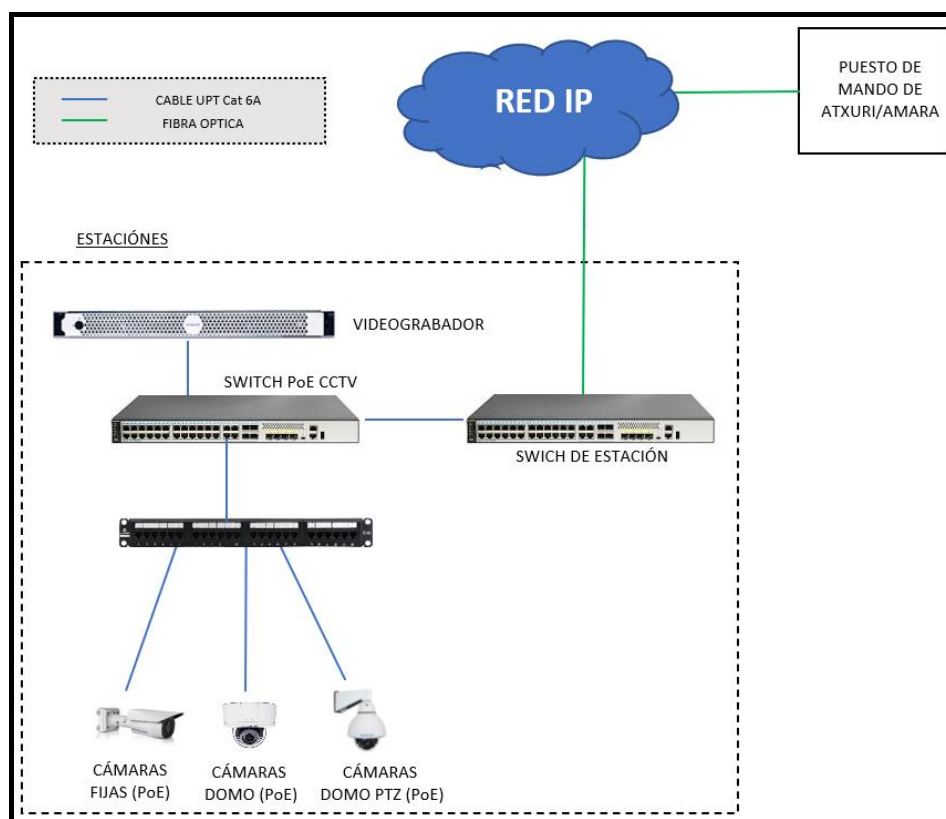 CABLE UPT Cat 6A
FIBRA OPTICA
RED IP
PUESTO DE
MANDO DE
ATXURI/AMARA
ESTACIÓNES
VIDEOGRABADOR
SWITCH PoE CCTV
SWICH DE ESTACIÓN
CÁMARAS
FIJAS (PoE)
CÁMARAS
DOMO (PoE)
CÁMARAS
DOMO PTZ (PoE)